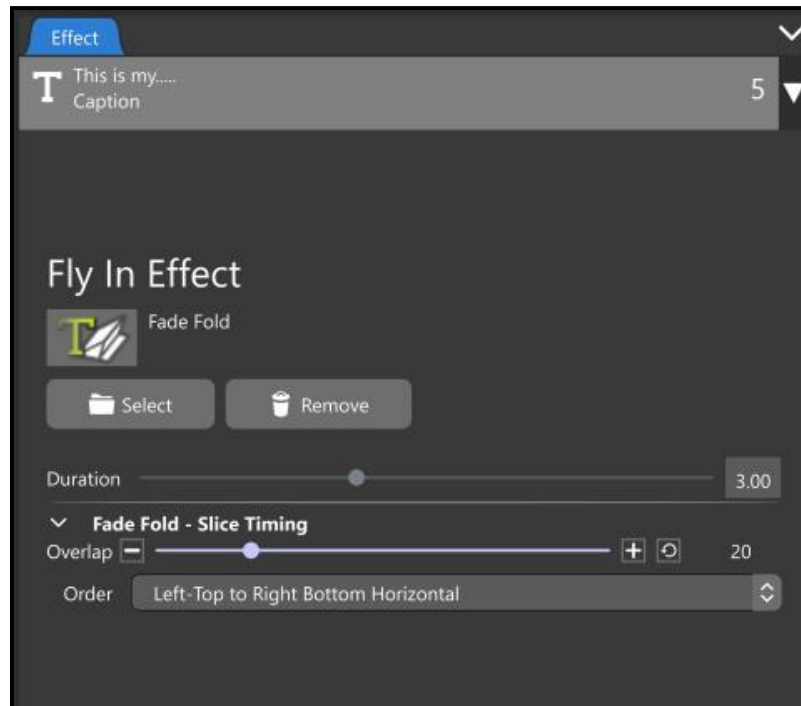 Effect
This is my.....
Caption
5
Fly In Effect
Fade Fold
Select
Remove
Duration
3.00
Fade Fold - Slice Timing
Overlap
20
Order
Left-Top to Right Bottom Horizontal